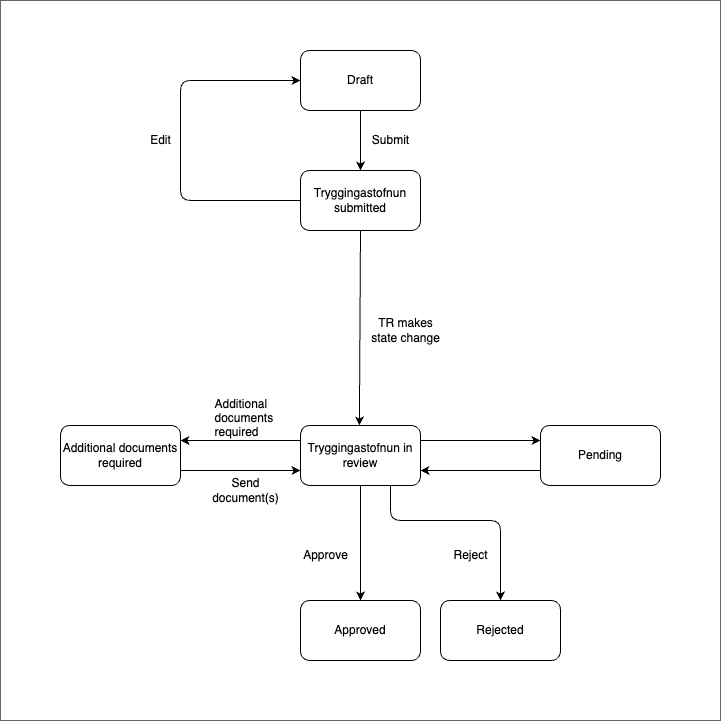 Draft
Edit
Submit
Tryggingastofnun
submitted
TR makes
state change
Additional
documents
required
Additional documents
required
Tryggingastofnun in
review
Pending
Send
document(s)
Approve
Reject
Approved
Rejected